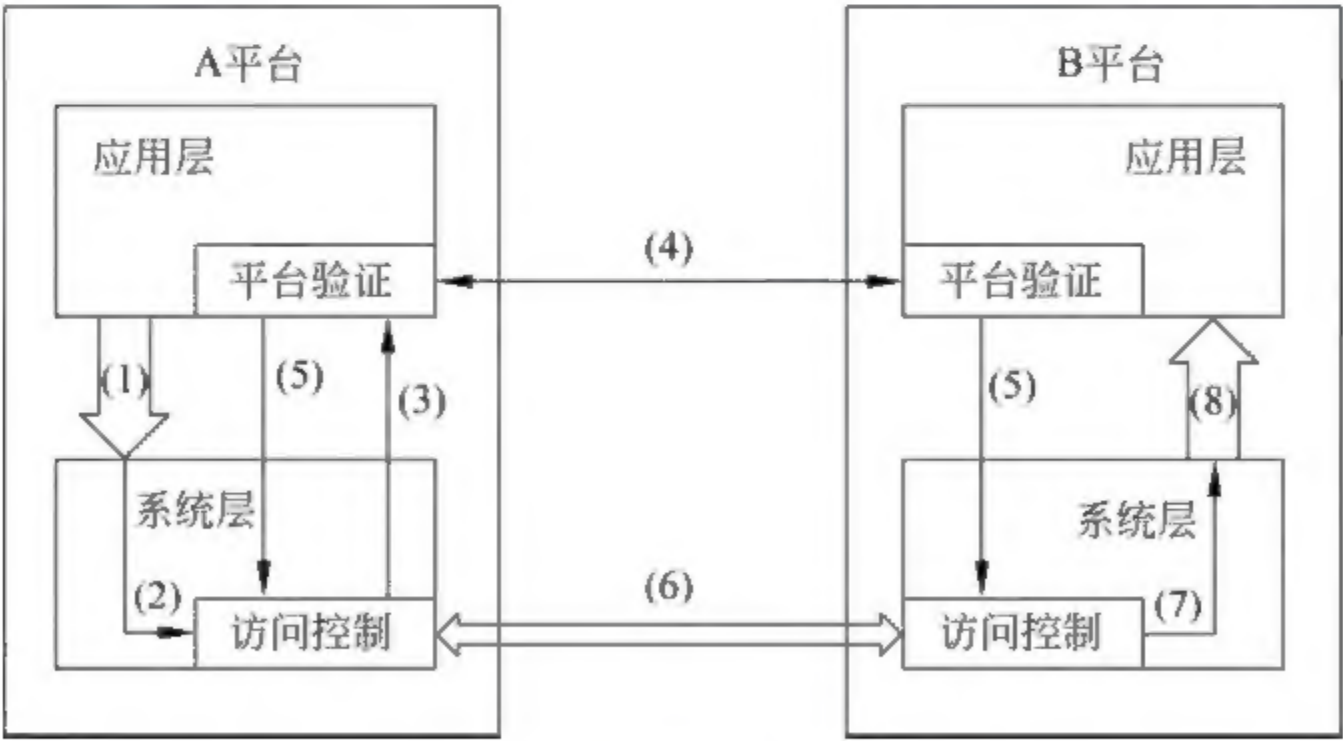 A平台
B平台
应用层
应用层
(4)
平台验证
平台验证
(1)
(5)
(3)
(5)
(8)
系统层
系统层
(2)
(6)
(7)
访问控制
访问控制